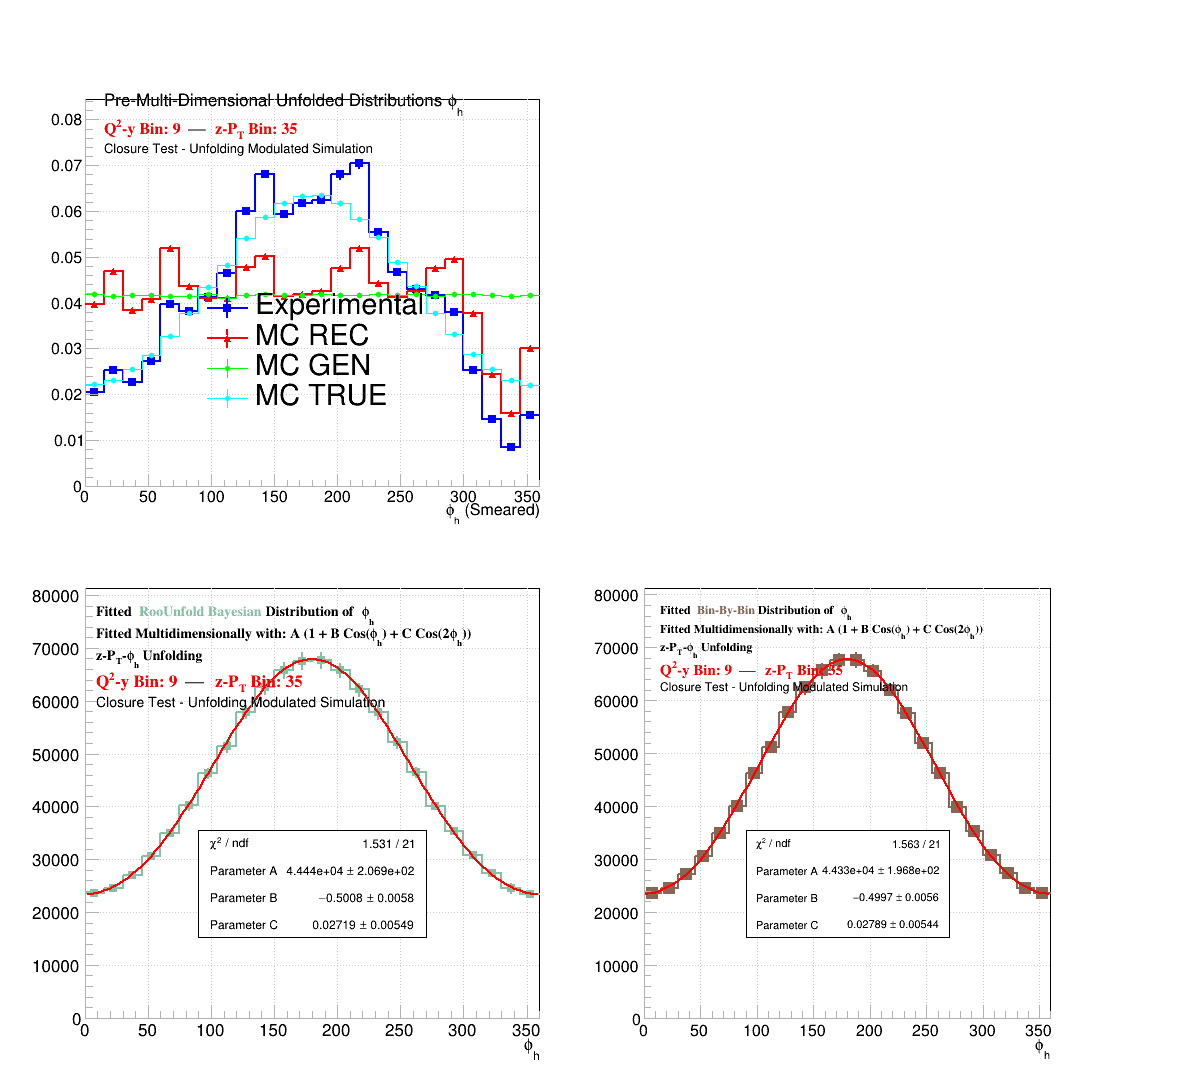 Pre-Multi-Dimensional Unfolded Distributions ϕh
Q2-y Bin: 9 — z-PT Bin: 35
Closure Test - Unfolding Modulated Simulation
0.08
0.07
0.06
0.05
0.04
0.03
0.02
0.01
0
Experimental
MC REC
MC GEN
MC TRUE
0 50 100 150 200 250 300 350
ϕh (Smeared)
Fitted RooUnfold Bayesian Distribution of ϕh
Fitted Multidimensionally with: A (1 + B Cos(ϕh) + C Cos(2ϕh))
z-PT-ϕh Unfolding
Q2-y Bin: 9 — z-PT Bin: 35
Closure Test - Unfolding Modulated Simulation
80000
70000
60000
50000
40000
30000
20000
10000
0
χ2 / ndf 1.531 / 21
Parameter A 4.444e+04 ± 2.069e+02
Parameter B −0.5008 ± 0.0058
Parameter C 0.02719 ± 0.00549
0 50 100 150 200 250 300 350
ϕh
Fitted Bin-By-Bin Distribution of ϕh
Fitted Multidimensionally with: A (1 + B Cos(ϕh) + C Cos(2ϕh))
z-PT-ϕh Unfolding
Q2-y Bin: 9 — z-PT Bin: 35
Closure Test - Unfolding Modulated Simulation
80000
70000
60000
50000
40000
30000
20000
10000
0
χ2 / ndf 1.563 / 21
Parameter A 4.433e+04 ± 1.968e+02
Parameter B −0.4997 ± 0.0056
Parameter C 0.02789 ± 0.00544
0 50 100 150 200 250 300 350
ϕh